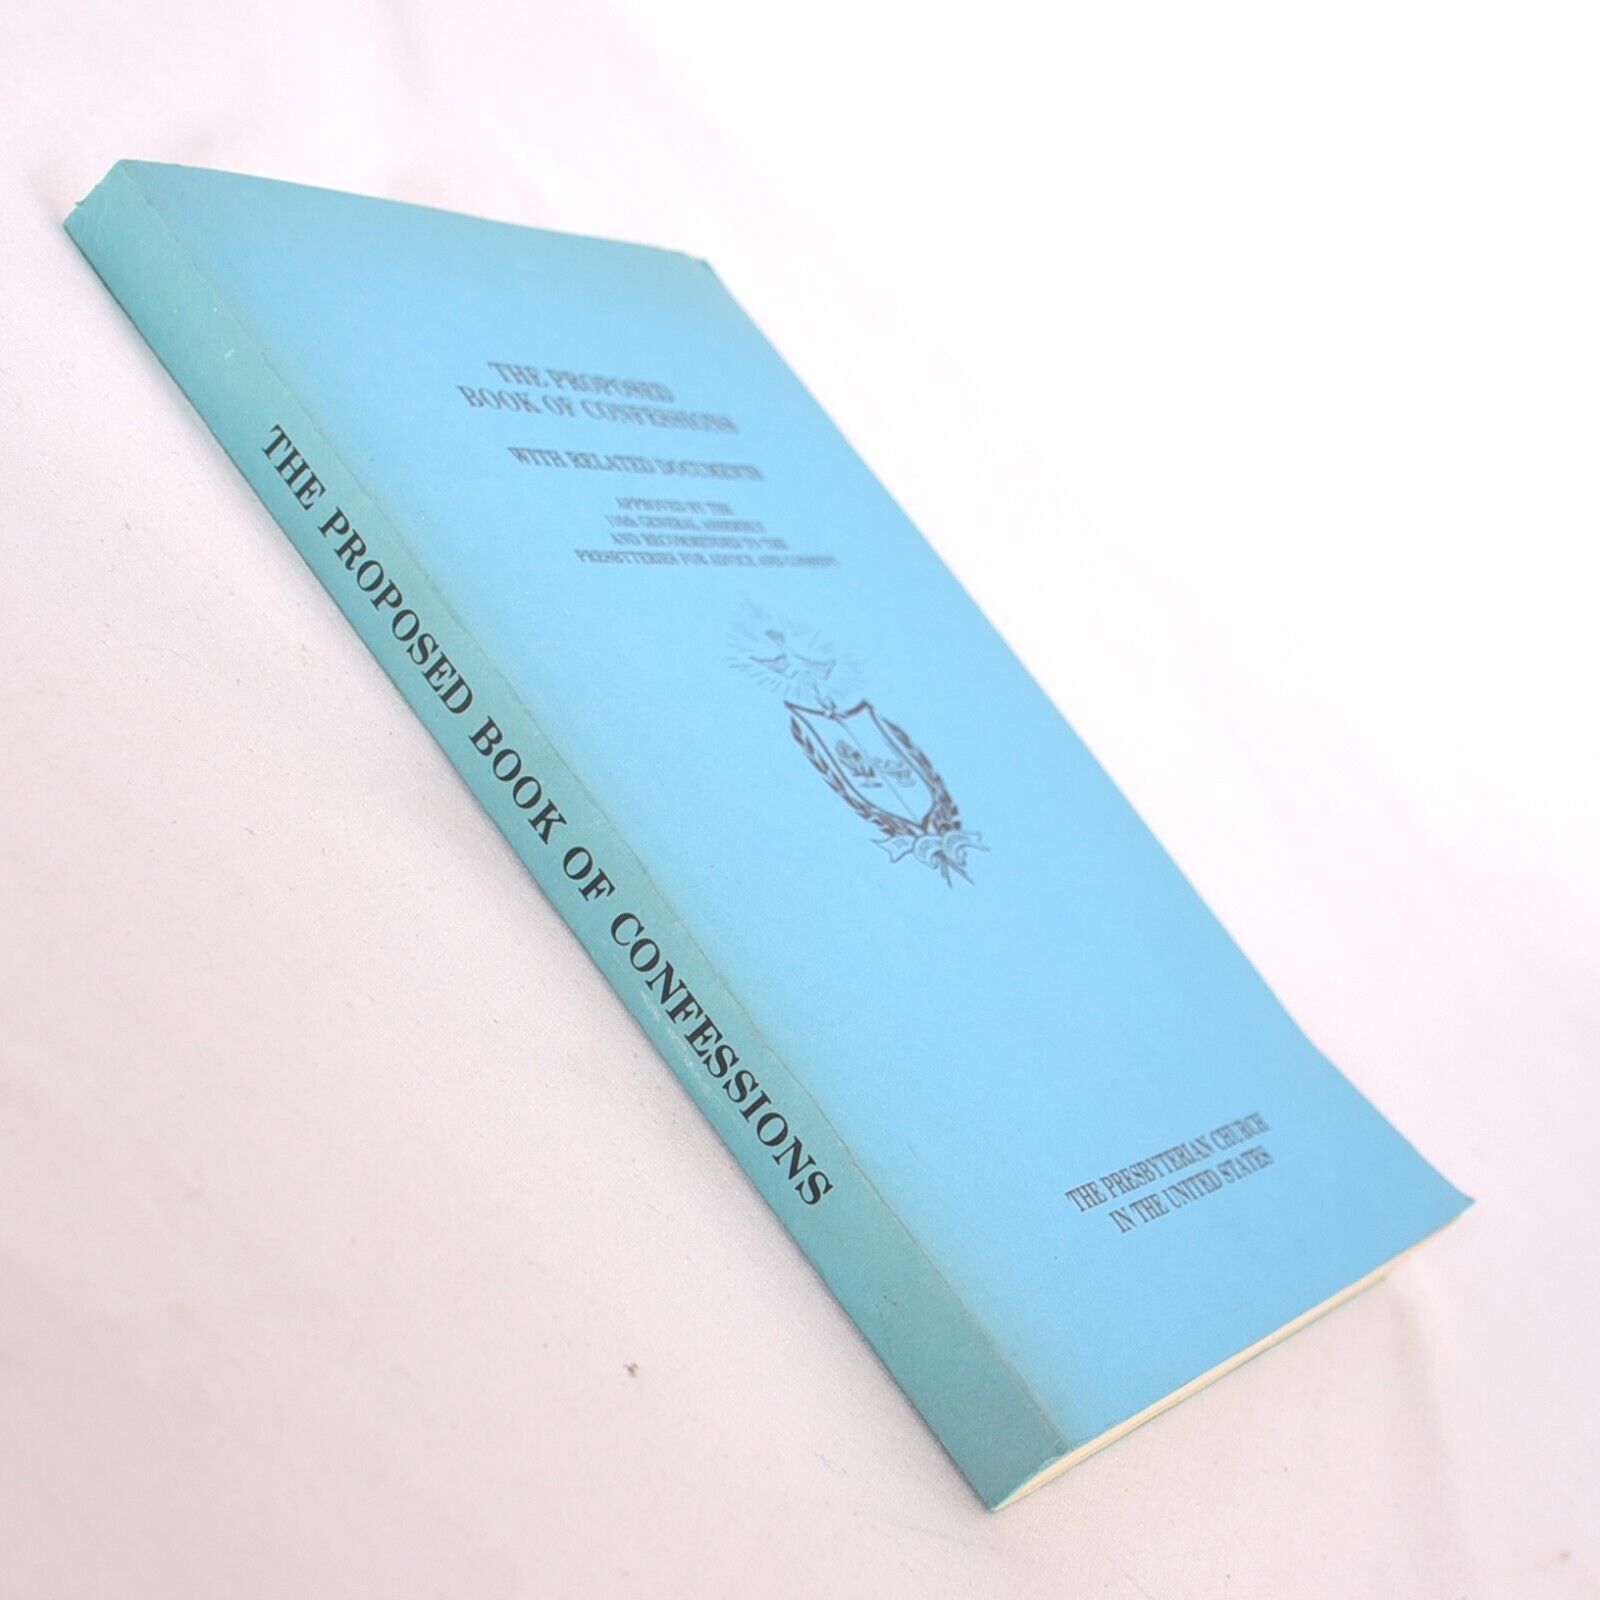 THE PROPOSED BOOK OF CONFESSIONS
THE PROPOSED
BOOK OF CONFESSIONS
WITH RELATED DOCUMENTS
APPROVED BY THE
GENERAL ASSEMBLY
AND RECOMMENDED TO THE
PRESBYTERIES FOR ADVICE AND CONSENT
THE PRESBYTERIAN CHURCH
IN THE UNITED STATES